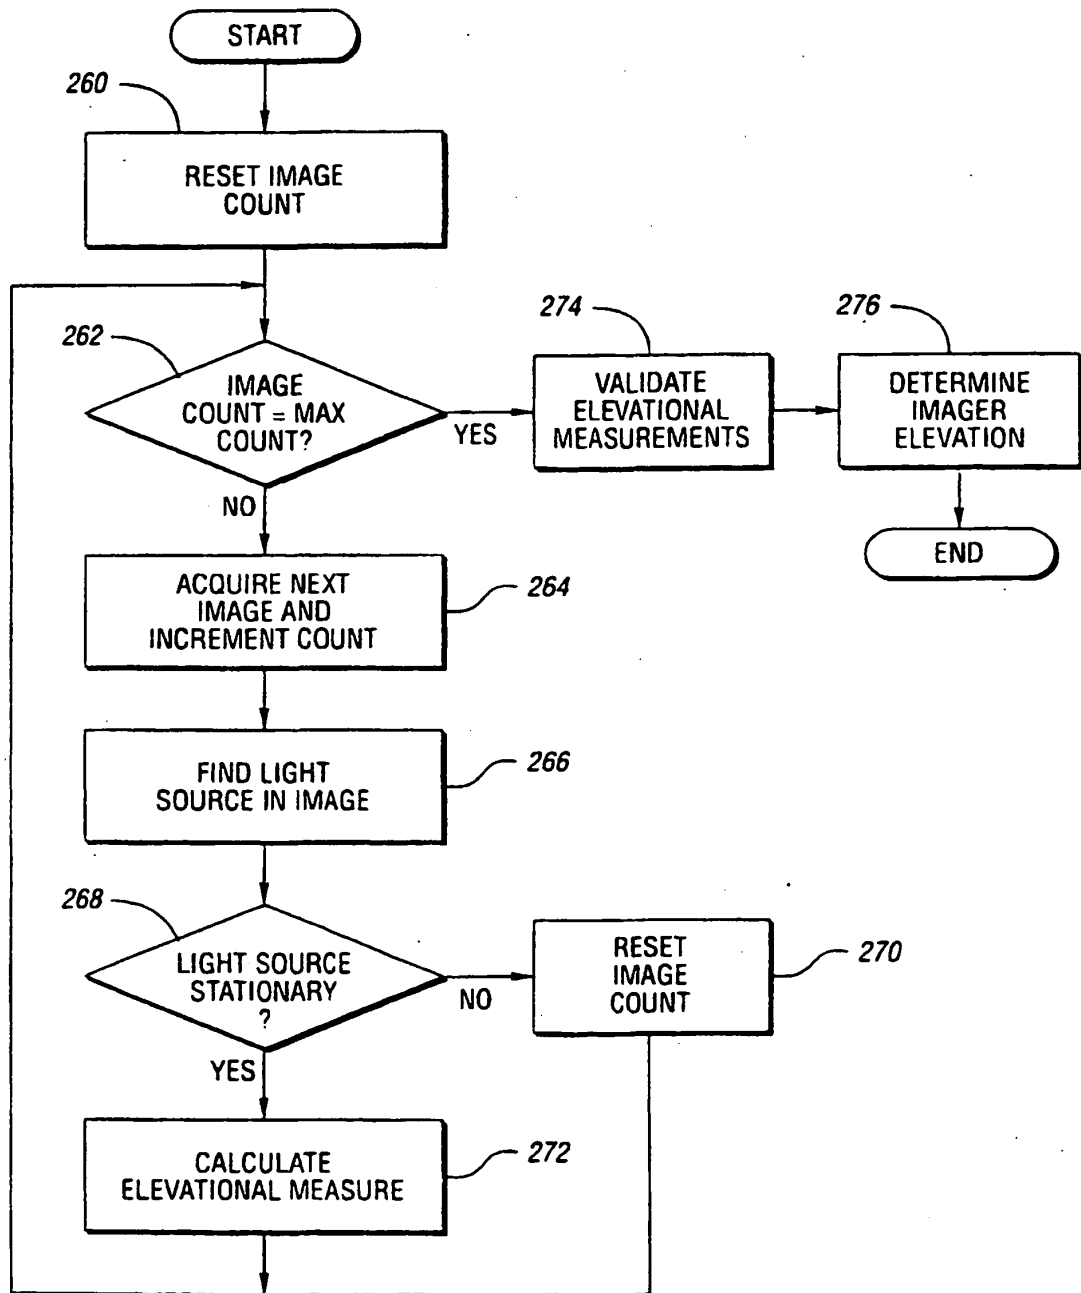 START
260
RESET IMAGE
COUNT
262
IMAGE
COUNT = MAX
COUNT?
YES
NO
274
VALIDATE
ELEVATIONAL
MEASUREMENTS
276
DETERMINE
IMAGER
ELEVATION
END
ACQUIRE NEXT
IMAGE AND
INCREMENT COUNT
264
FIND LIGHT
SOURCE IN IMAGE
266
268
LIGHT SOURCE
STATIONARY
?
NO
YES
RESET
IMAGE
COUNT
270
CALCULATE
ELEVATIONAL MEASURE
272